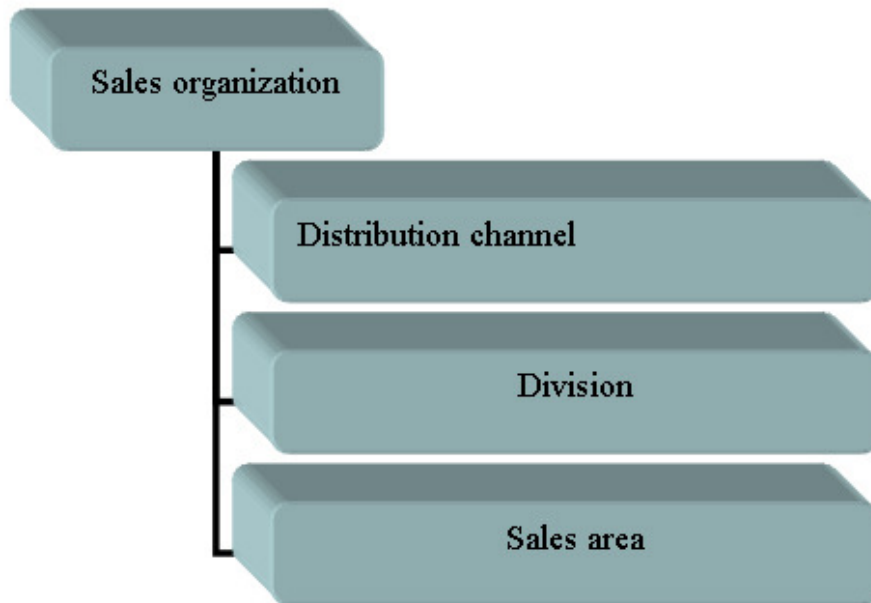 Sales organization
Distribution channel
Division
Sales area